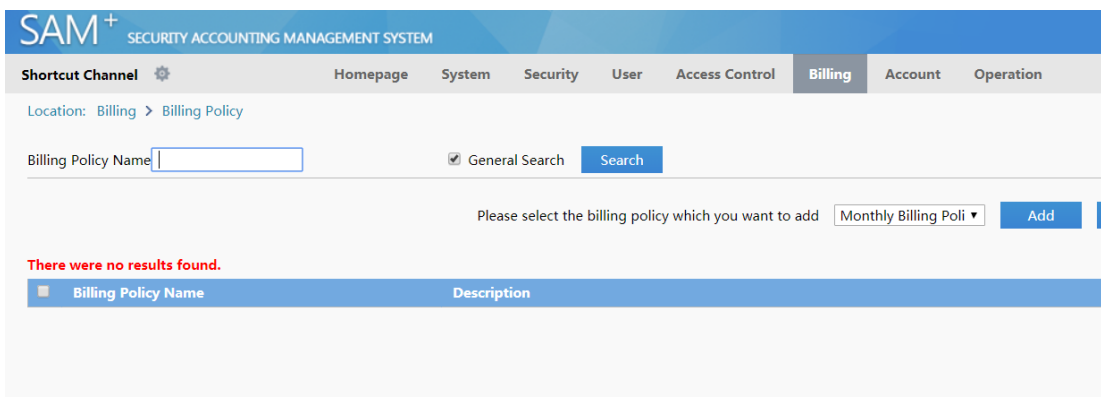 SAM+ SECURITY ACCOUNTING MANAGEMENT SYSTEM
Shortcut Channel Homepage System Security User Access Control Billing Account Operation
Location: Billing > Billing Policy
Billing Policy Name General Search Search
Please select the billing policy which you want to add Monthly Billing Poli Add
There were no results found.
Billing Policy Name Description